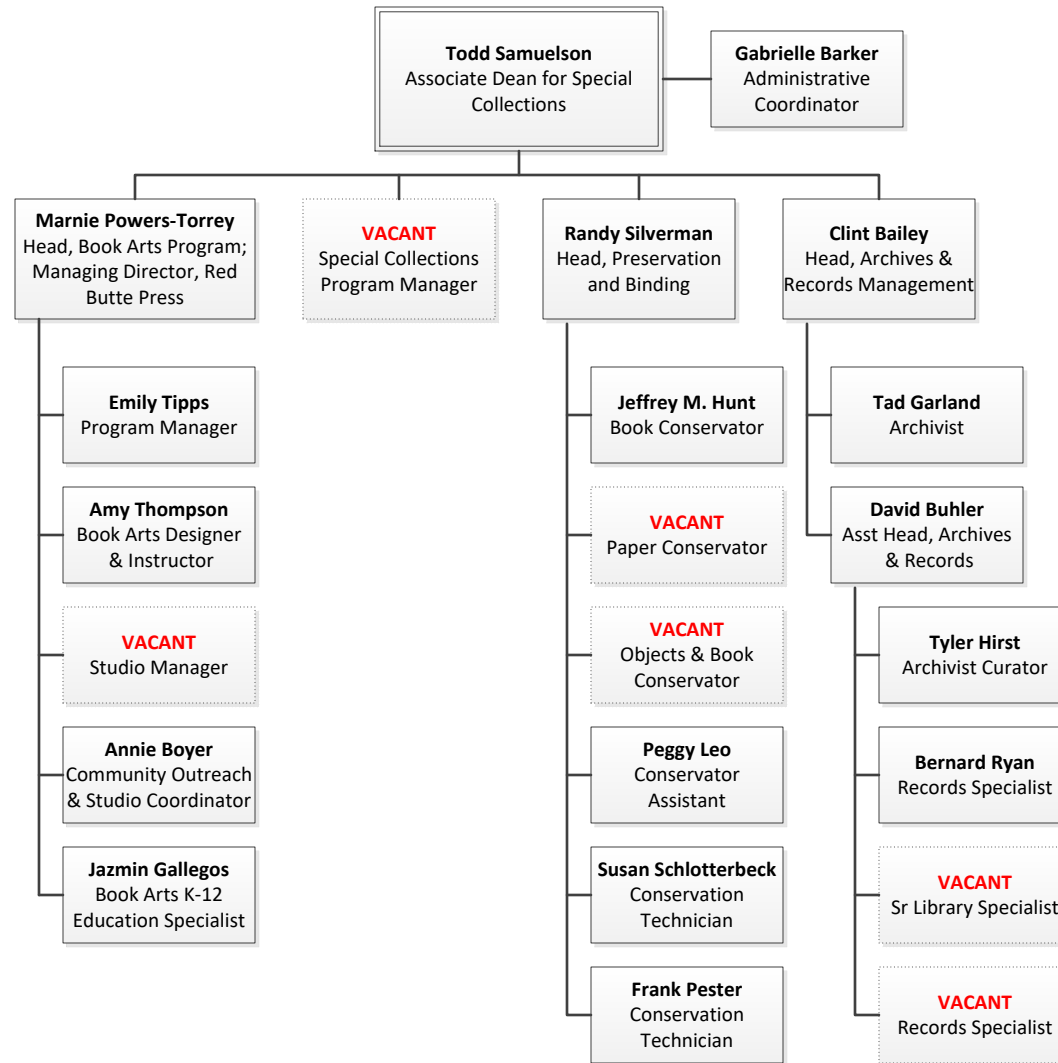 Todd Samuelson
Associate Dean for Special
Collections
Gabrielle Barker
Administrative
Coordinator
Marnie Powers-Torrey
Head, Book Arts Program;
Managing Director, Red
Butte Press
VACANT
Special Collections
Program Manager
Randy Silverman
Head, Preservation
and Binding
Clint Bailey
Head, Archives &
Records Management
Emily Tipps
Program Manager
Amy Thompson
Book Arts Designer
& Instructor
VACANT
Studio Manager
Annie Boyer
Community Outreach
& Studio Coordinator
Jazmin Gallegos
Book Arts K-12
Education Specialist
Jeffrey M. Hunt
Book Conservator
VACANT
Paper Conservator
VACANT
Objects & Book
Conservator
Peggy Leo
Conservator
Assistant
Susan Schlotterbeck
Conservation
Technician
Frank Pester
Conservation
Technician
Tad Garland
Archivist
David Buhler
Asst Head, Archives
& Records
Tyler Hirst
Archivist Curator
Bernard Ryan
Records Specialist
VACANT
Sr Library Specialist
VACANT
Records Specialist